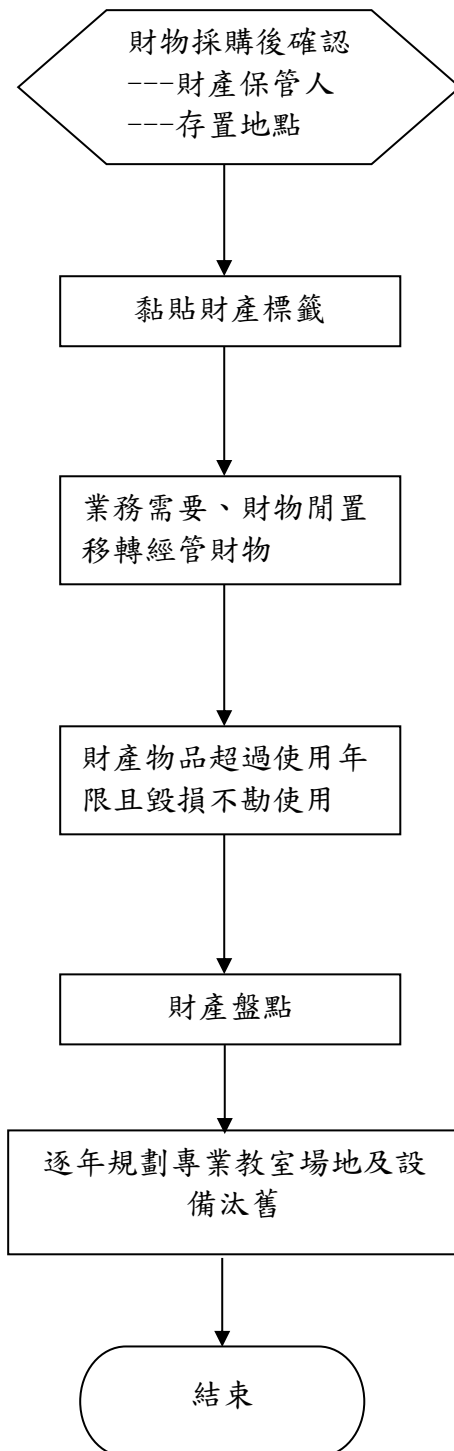 財物採購後確認
---財產保管人
---存置地點
黏貼財產標籤
業務需要、財物閒置
移轉經管財物
財產物品超過使用年
限且毀損不勘使用
財產盤點
逐年規劃專業教室場地及設
備汰舊
結束